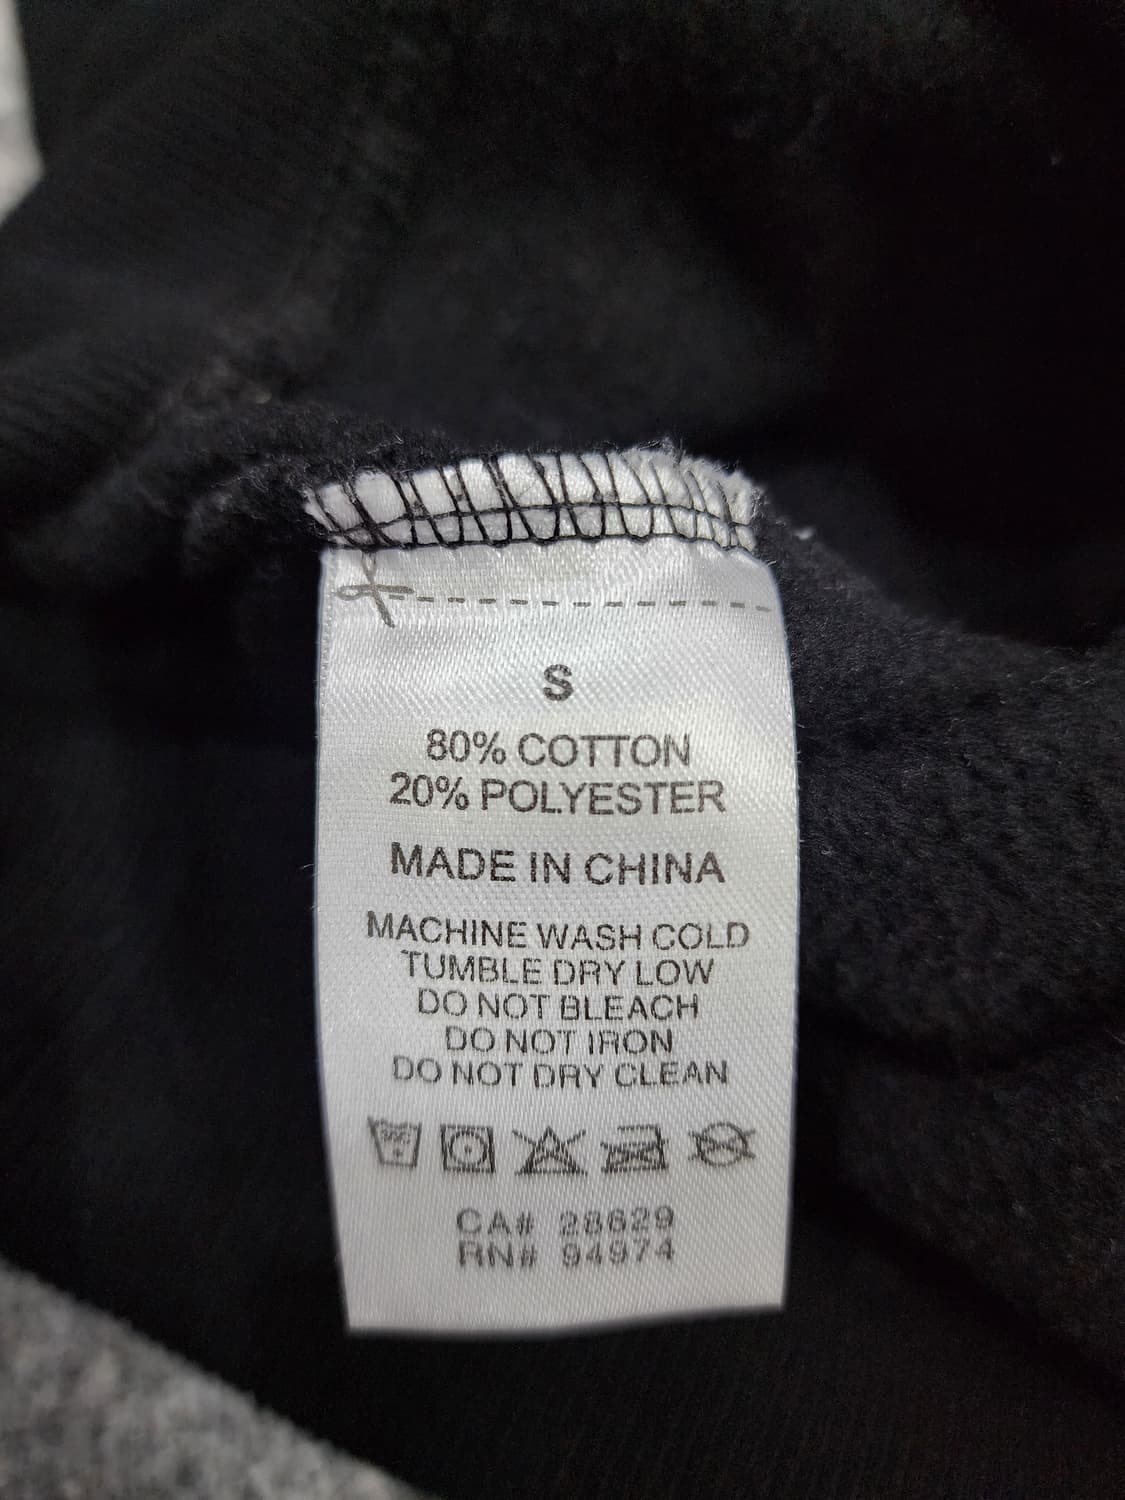 S
80% COTTON
20% POLYESTER
MADE IN CHINA
MACHINE WASH COLD
TUMBLE DRY LOW
DO NOT BLEACH
DO NOT IRON
DO NOT DRY CLEAN
CA# 28629
RN# 94974